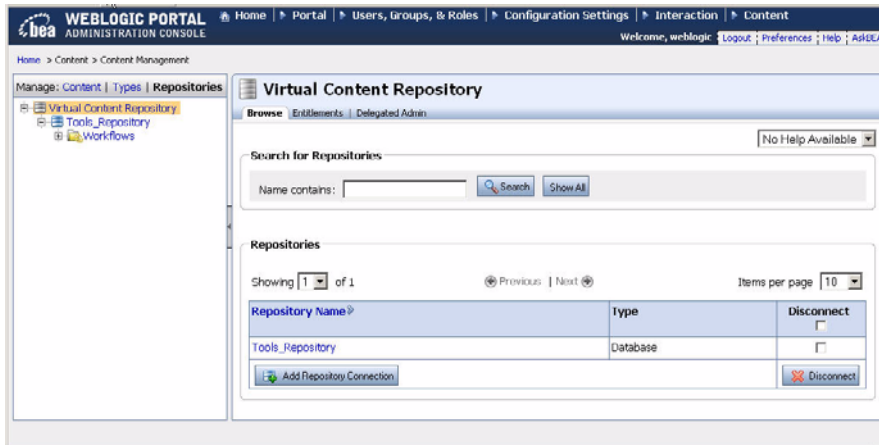 bea WEBLOGIC PORTAL ADMINISTRATION CONSOLE
Home | Portal | Users, Groups, & Roles | Configuration Settings | Interaction | Content
Welcome, weblogic Logout Preferences Help AskBEA
Home > Content > Content Management
Manage: Content | Types | Repositories
Virtual Content Repository
Tools_Repository
Workflows
Virtual Content Repository
Browse Entitlements | Delegated Admin
No Help Available
Search for Repositories
Name contains: Search Show All
Repositories
Showing 1 of 1 Previous | Next Items per page 10
Repository Name Type Disconnect
Tools_Repository Database
Add Repository Connection Disconnect